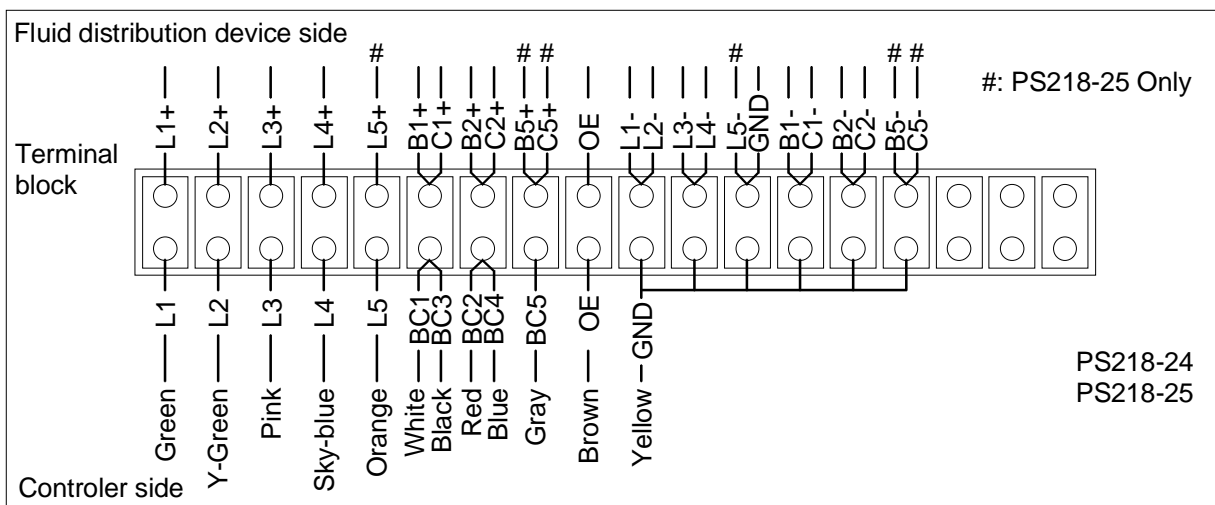 Fluid distribution device side
# # # # # #
#: PS218-25 Only
L1+ L2+ L3+ L4+ L5+ B1+ C1+ B2+ C2+ B5+ C5+ OE L1- L2- L3- L4- L5- GND B1- C1- B2- C2- B5- C5-
Terminal
block
L1 L2 L3 L4 L5 BC1 BC3 BC2 BC4 BC5 OE GND
Green Y-Green Pink Sky-blue Orange White Black Red Blue Gray Brown Yellow
PS218-24
PS218-25
Controler side